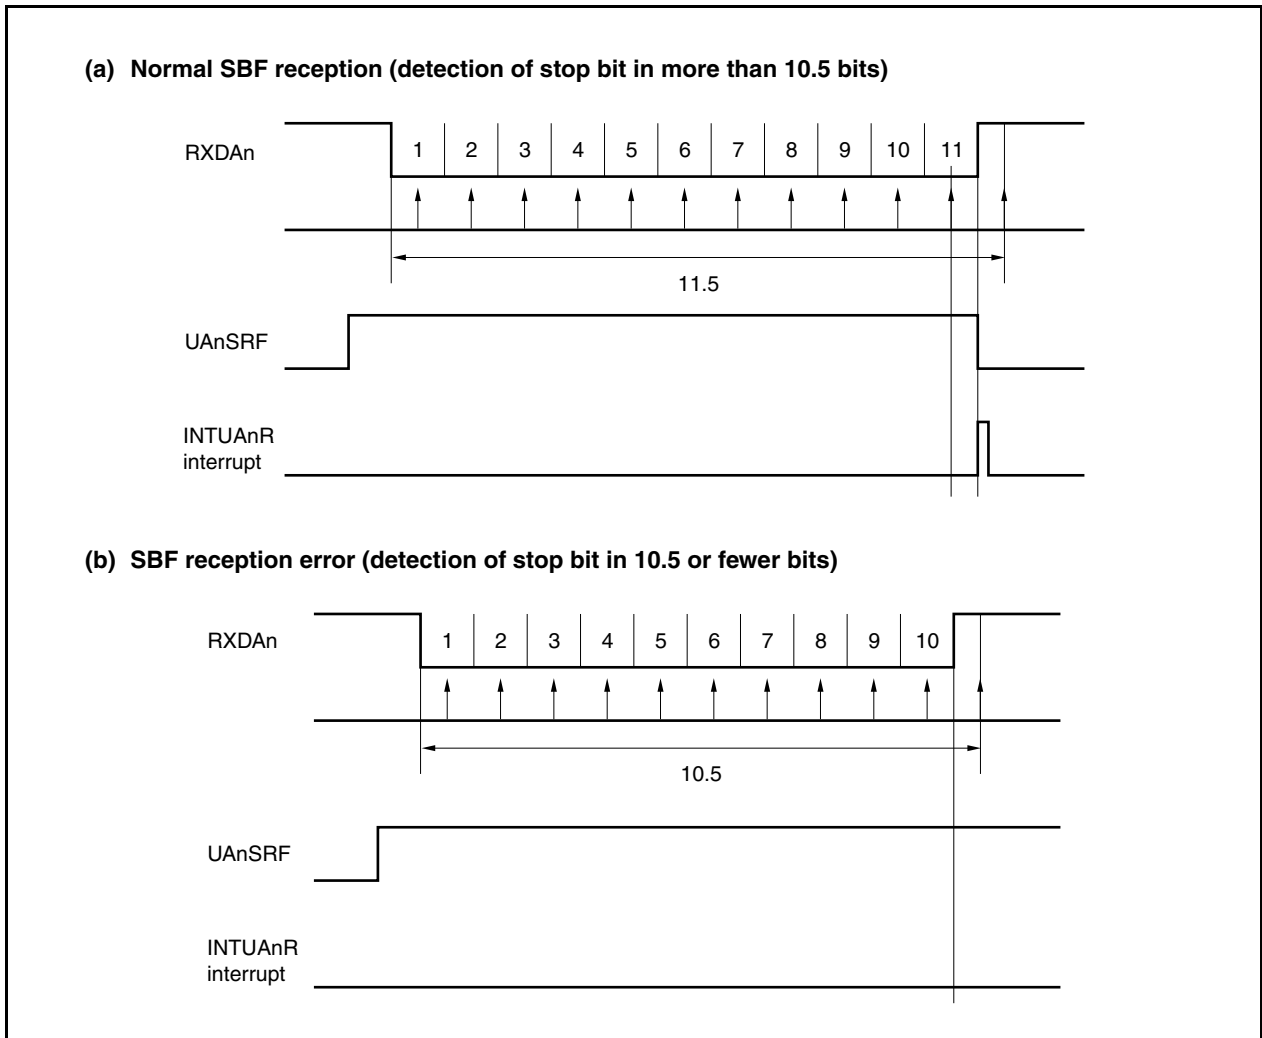 (a) Normal SBF reception (detection of stop bit in more than 10.5 bits)
RXDAn
1 2 3 4 5 6 7 8 9 10 11
11.5
UAnSRF
INTUAnR
interrupt
(b) SBF reception error (detection of stop bit in 10.5 or fewer bits)
RXDAn
1 2 3 4 5 6 7 8 9 10
10.5
UAnSRF
INTUAnR
interrupt